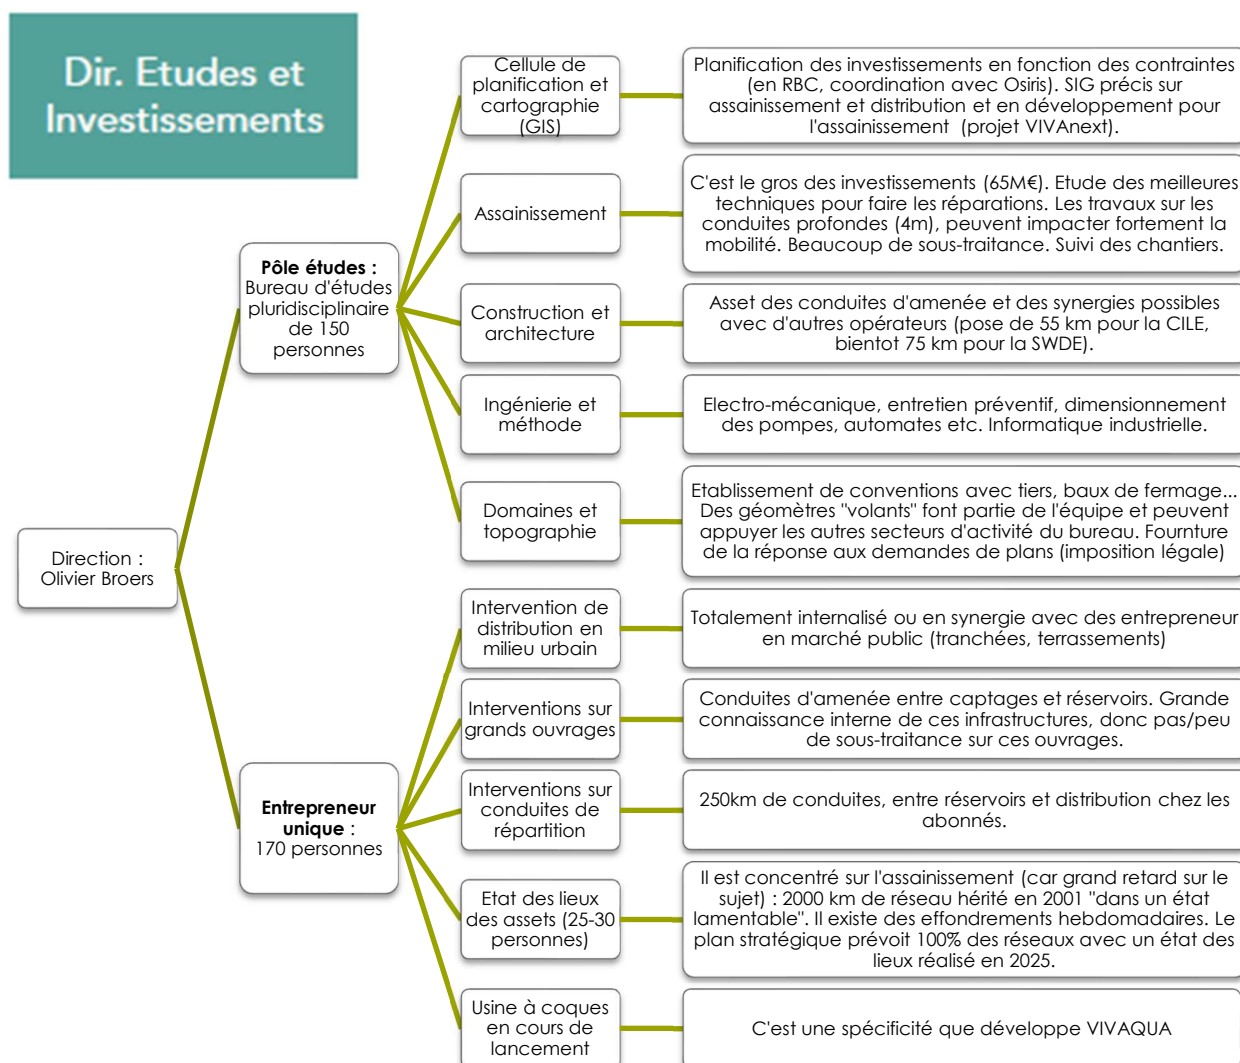 Dir. Etudes et
Investissements
Direction :
Olivier Broers
Pôle études :
Bureau d'études
pluridisciplinaire
de 150
personnes
Cellule de
planification et
cartographie
(GIS)
Planification des investissements en fonction des contraintes
(en RBC, coordination avec Osiris). SIG précis sur
assainissement et distribution et en développement pour
l'assainissement (projet VIVAnext).
Assainissement
C'est le gros des investissements (65M€). Etude des meilleures
techniques pour faire les réparations. Les travaux sur les
conduites profondes (4m), peuvent impacter fortement la
mobilité. Beaucoup de sous-traitance. Suivi des chantiers.
Construction et
architecture
Asset des conduites d'amenée et des synergies possibles
avec d'autres opérateurs (pose de 55 km pour la CILE,
bientot 75 km pour la SWDE).
Ingénierie et
méthode
Electro-mécanique, entretien préventif, dimensionnement
des pompes, automates etc. Informatique industrielle.
Domaines et
topographie
Etablissement de conventions avec tiers, baux de fermage...
Des géomètres "volants" font partie de l'équipe et peuvent
appuyer les autres secteurs d'activité du bureau. Fournture
de la réponse aux demandes de plans (imposition légale)
Entrepreneur
unique :
170 personnes
Intervention de
distribution en
milieu urbain
Totalement internalisé ou en synergie avec des entrepreneur
en marché public (tranchées, terrassements)
Interventions sur
grands ouvrages
Conduites d'amenée entre captages et réservoirs. Grande
connaissance interne de ces infrastructures, donc pas/peu
de sous-traitance sur ces ouvrages.
Interventions sur
conduites de
répartition
250km de conduites, entre réservoirs et distribution chez les
abonnés.
Etat des lieux
des assets (25-30
personnes)
Il est concentré sur l'assainissement (car grand retard sur le
sujet) : 2000 km de réseau hérité en 2001 "dans un état
lamentable". Il existe des effondrements hebdomadaires. Le
plan stratégique prévoit 100% des réseaux avec un état des
lieux réalisé en 2025.
Usine à coques
en cours de
lancement
C'est une spécificité que développe VIVAQUA